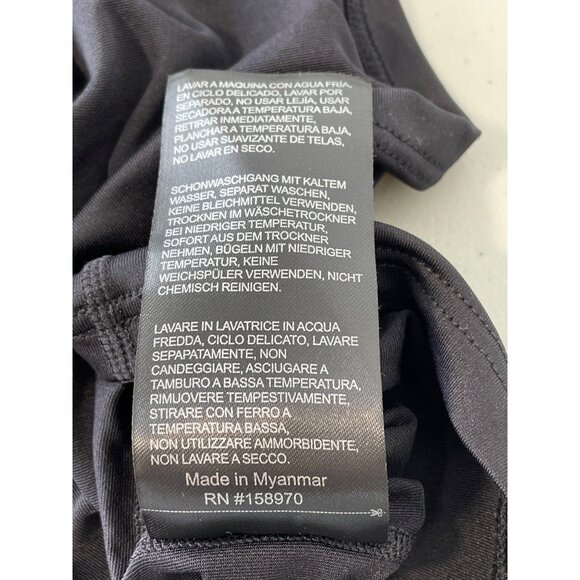 LAVAR A MAQUINA CON AGUA FRÍA,
EN CICLO DELICADO, LAVAR POR
SEPARADO, NO USAR LEJÍA, USAR
SECADORA A TEMPERATURA BAJA,
RETIRAR INMEDIATAMENTE,
PLANCHAR A TEMPERATURA BAJA,
NO USAR SUAVIZANTE DE TELAS,
NO LAVAR EN SECO.
SCHONWASCHGANG MIT KALTEM
WASSER, SEPARAT WASCHEN,
KEINE BLEICHMITTEL VERWENDEN,
TROCKNEN IM WÄSCHETROCKNER
BEI NIEDRIGER TEMPERATUR,
SOFORT AUS DEM TROCKNER
NEHMEN, BÜGELN MIT NIEDRIGER
TEMPERATUR, KEINE
WEICHSPÜLER VERWENDEN, NICHT
CHEMISCH REINIGEN.
LAVARE IN LAVATRICE IN ACQUA
FREDDA, CICLO DELICATO, LAVARE
SEPAPATAMENTE, NON
CANDEGGIARE, ASCIUGARE A
TAMBURO A BASSA TEMPERATURA,
RIMUOVERE TEMPESTIVAMENTE,
STIRARE CON FERRO A
TEMPERATURA BASSA,
NON UTILIZZARE AMMORBIDENTE,
NON LAVARE A SECCO.
Made in Myanmar
RN #158970